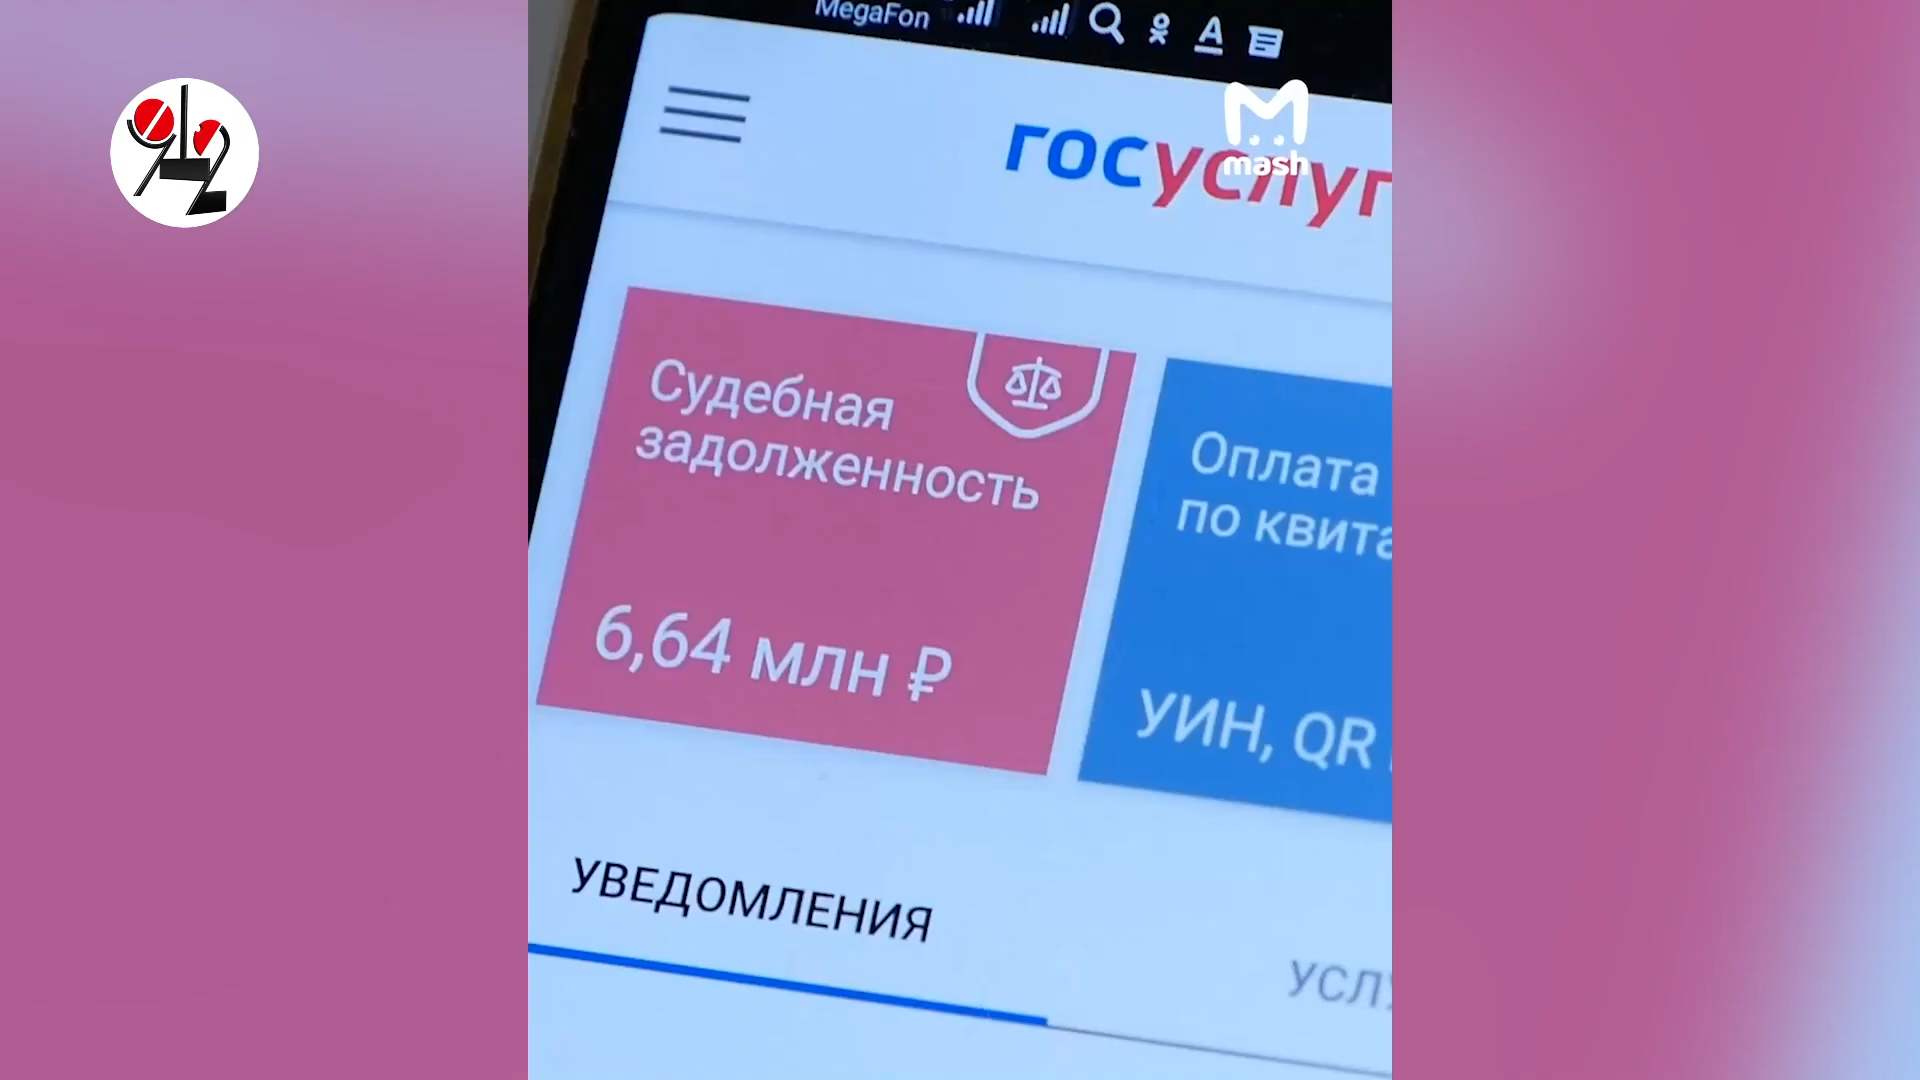 MegaFon
госуслуг
mash
Судебная
задолженность
6,64 млн ₽
Оплата
по квита
УИН, QR
УВЕДОМЛЕНИЯ
УСЛ